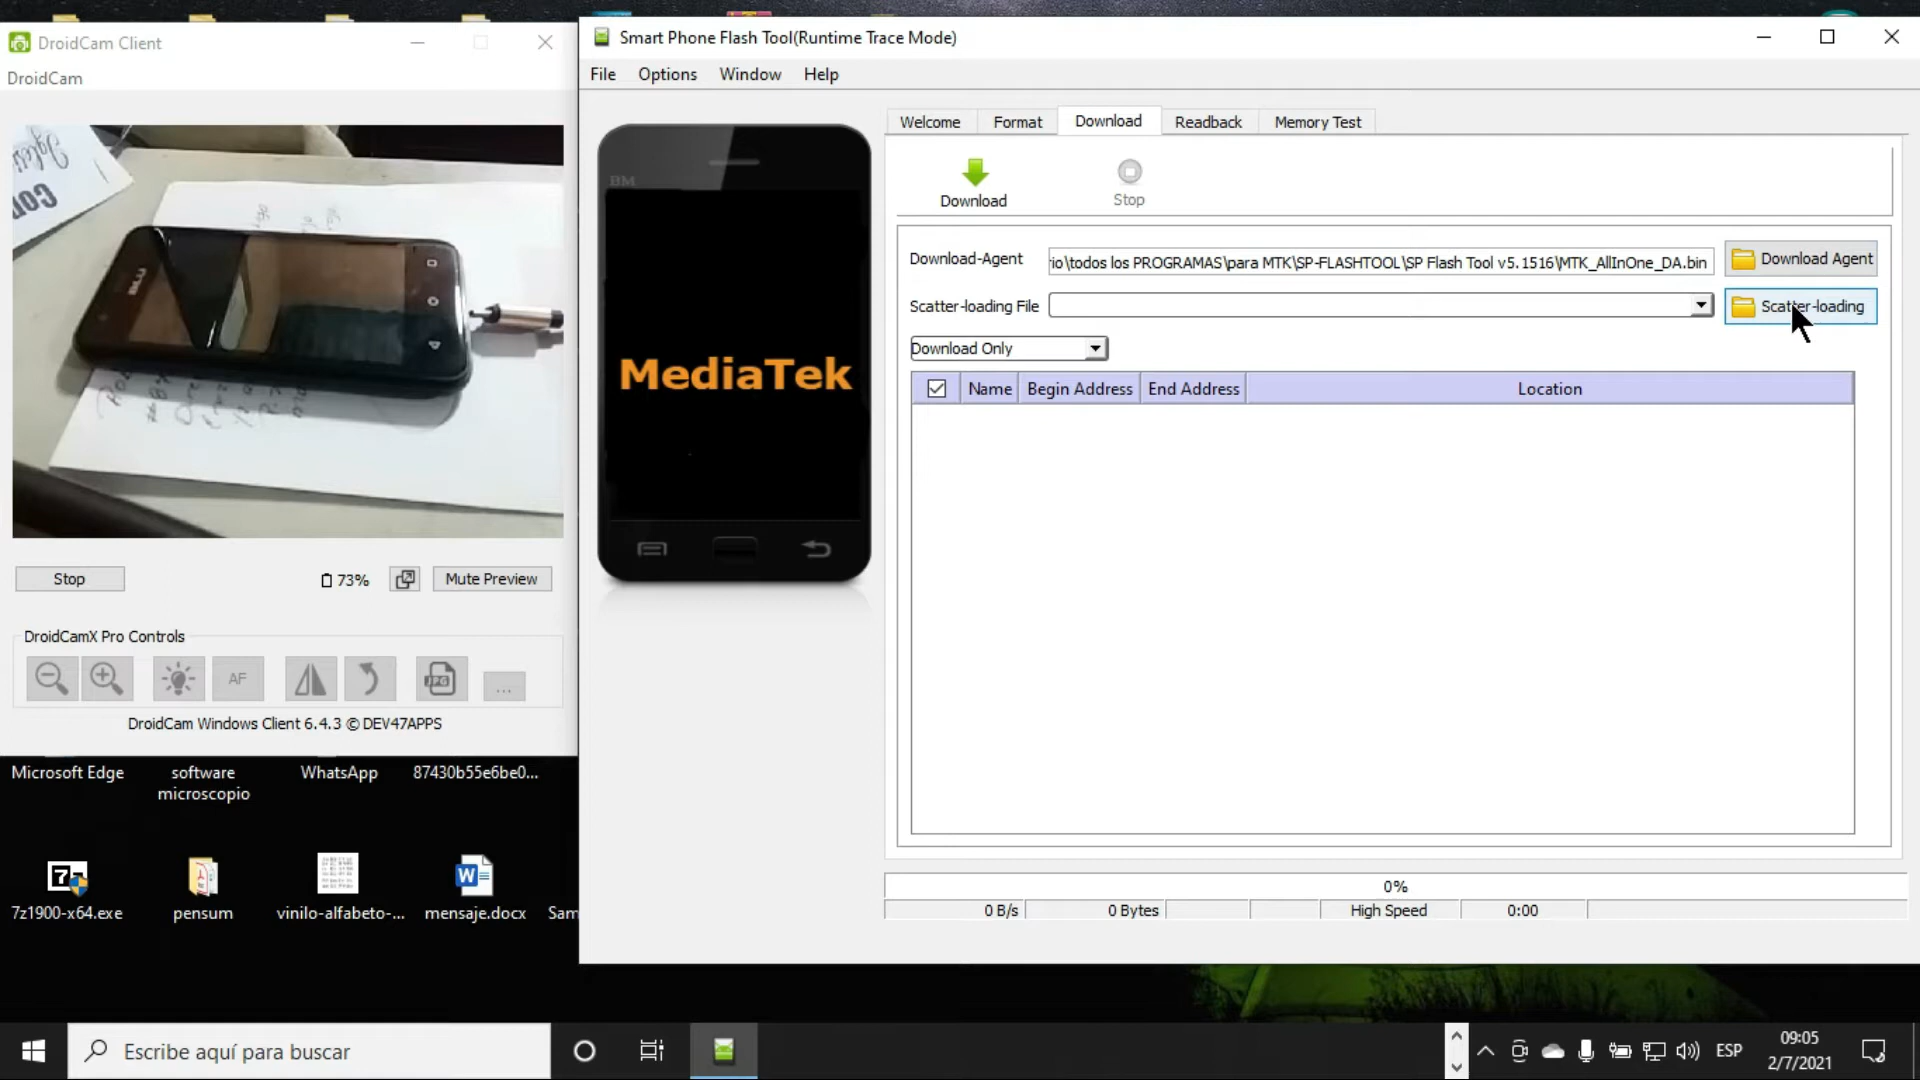 DroidCam Client
DroidCam
BLU
Stop
73%
Mute Preview
DroidCamX Pro Controls
AF
JPG
...
DroidCam Windows Client 6.4.3 © DEV47APPS
Microsoft Edge
software microscopio
WhatsApp
87430b55e6be0...
7z1900-x64.exe
pensum
vinilo-alfabeto-...
mensaje.docx
Sam
Smart Phone Flash Tool(Runtime Trace Mode)
File Options Window Help
BM
MediaTek
Welcome Format Download Readback Memory Test
Download
Stop
Download-Agent
io\todos los PROGRAMAS\para MTK\SP-FLASHTOOL\SP Flash Tool v5.1516\MTK_AllInOne_DA.bin
Download Agent
Scatter-loading File
Scatter-loading
Download Only
Name Begin Address End Address Location
0%
0 B/s 0 Bytes High Speed 0:00
Escribe aquí para buscar
ESP
09:05
2/7/2021